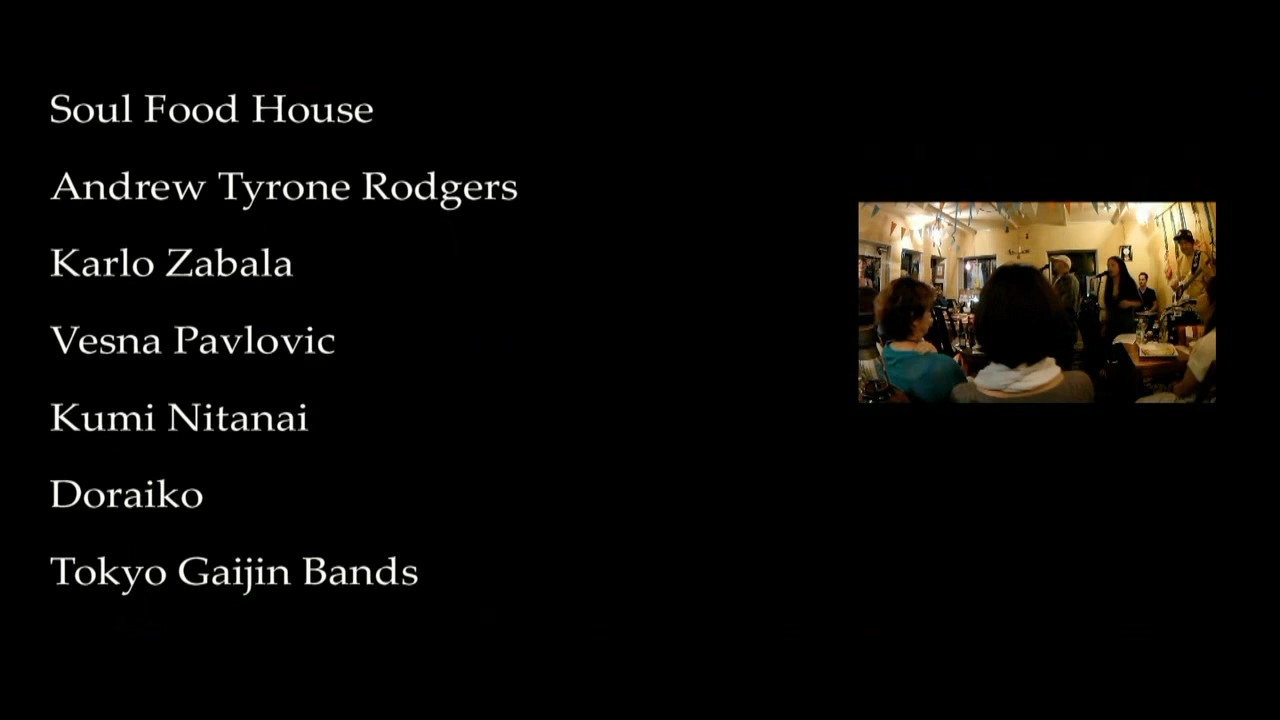 Soul Food House
Andrew Tyrone Rodgers
Karlo Zabala
Vesna Pavlovic
Kumi Nitanai
Doraiko
Tokyo Gaijin Bands